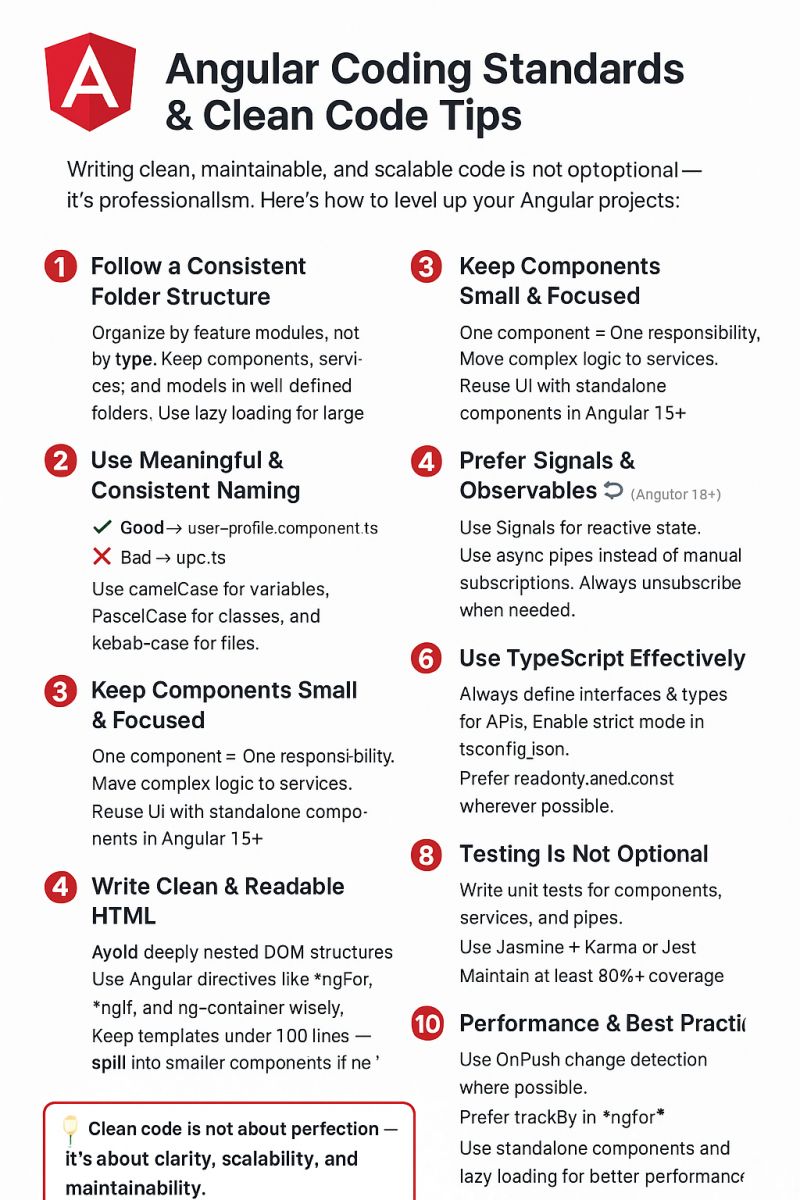 A
Angular Coding Standards
& Clean Code Tips
Writing clean, maintainable, and scalable code is not optoptional—
it's professionallsm. Here's how to level up your Angular projects:
1 Follow a Consistent
Folder Structure
Organize by feature modules, not
by type. Keep components, servi-
ces; and models in well defined
folders. Use lazy loading for large
2 Use Meaningful &
Consistent Naming
✓ Good → user-profile.component.ts
✗ Bad → upc.ts
Use camelCase for variables,
PascelCase for classes, and
kebab-case for files.
3 Keep Components Small
& Focused
One component = One responsi-bility.
Mave complex logic to services.
Reuse Ui with standalone compo-
nents in Angular 15+
4 Write Clean & Readable
HTML
Ayold deeply nested DOM structures
Use Angular directives like *ngFor,
*ngIf, and ng-container wisely,
Keep templates under 100 lines —
spill into smailer components if ne '
Clean code is not about perfection —
it's about clarity, scalability, and
maintainability.
3 Keep Components
Small & Focused
One component = One responsibility,
Move complex logic to services.
Reuse UI with standalone
components in Angular 15+
4 Prefer Signals &
Observables (Angutor 18+)
Use Signals for reactive state.
Use async pipes instead of manual
subscriptions. Always unsubscribe
when needed.
6 Use TypeScript Effectively
Always define interfaces & types
for APis, Enable strict mode in
tsconfig_json.
Prefer readonty.aned.const
wherever possible.
8 Testing Is Not Optional
Write unit tests for components,
services, and pipes.
Use Jasmine + Karma or Jest
Maintain at least 80%+ coverage
10 Performance & Best Practi
Use OnPush change detection
where possible.
Prefer trackBy in *ngfor*
Use standalone components and
lazy loading for better performance